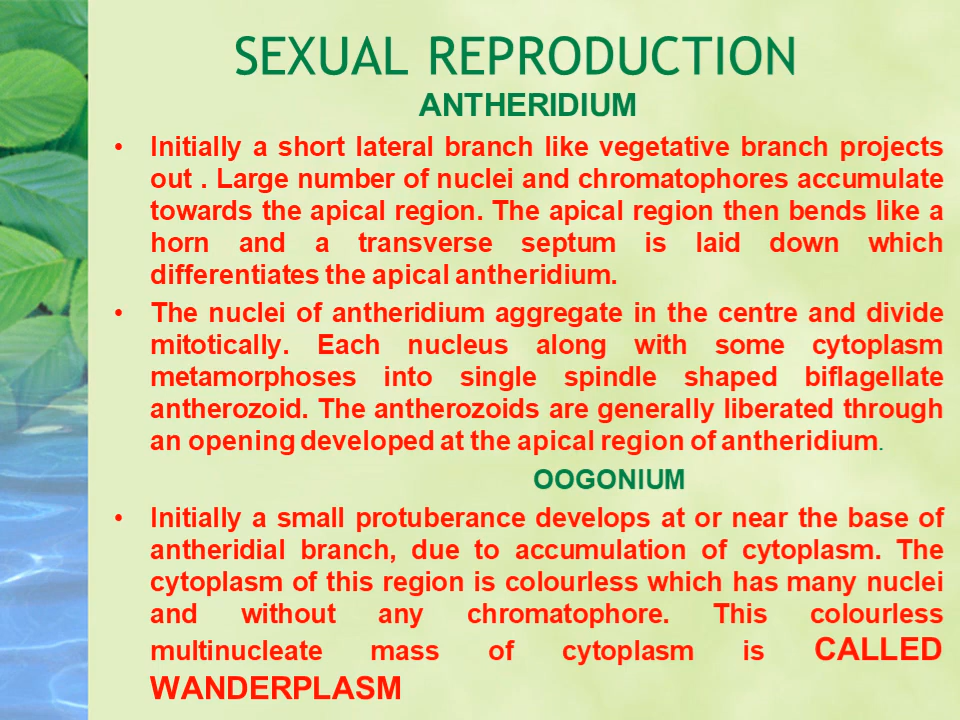 SEXUAL REPRODUCTION
ANTHERIDIUM
• Initially a short lateral branch like vegetative branch projects
out . Large number of nuclei and chromatophores accumulate
towards the apical region. The apical region then bends like a
horn and a transverse septum is laid down which
differentiates the apical antheridium.
• The nuclei of antheridium aggregate in the centre and divide
mitotically. Each nucleus along with some cytoplasm
metamorphoses into single spindle shaped biflagellate
antherozoid. The antherozoids are generally liberated through
an opening developed at the apical region of antheridium.
OOGONIUM
• Initially a small protuberance develops at or near the base of
antheridial branch, due to accumulation of cytoplasm. The
cytoplasm of this region is colourless which has many nuclei
and without any chromatophore. This colourless
multinucleate mass of cytoplasm is CALLED
WANDERPLASM